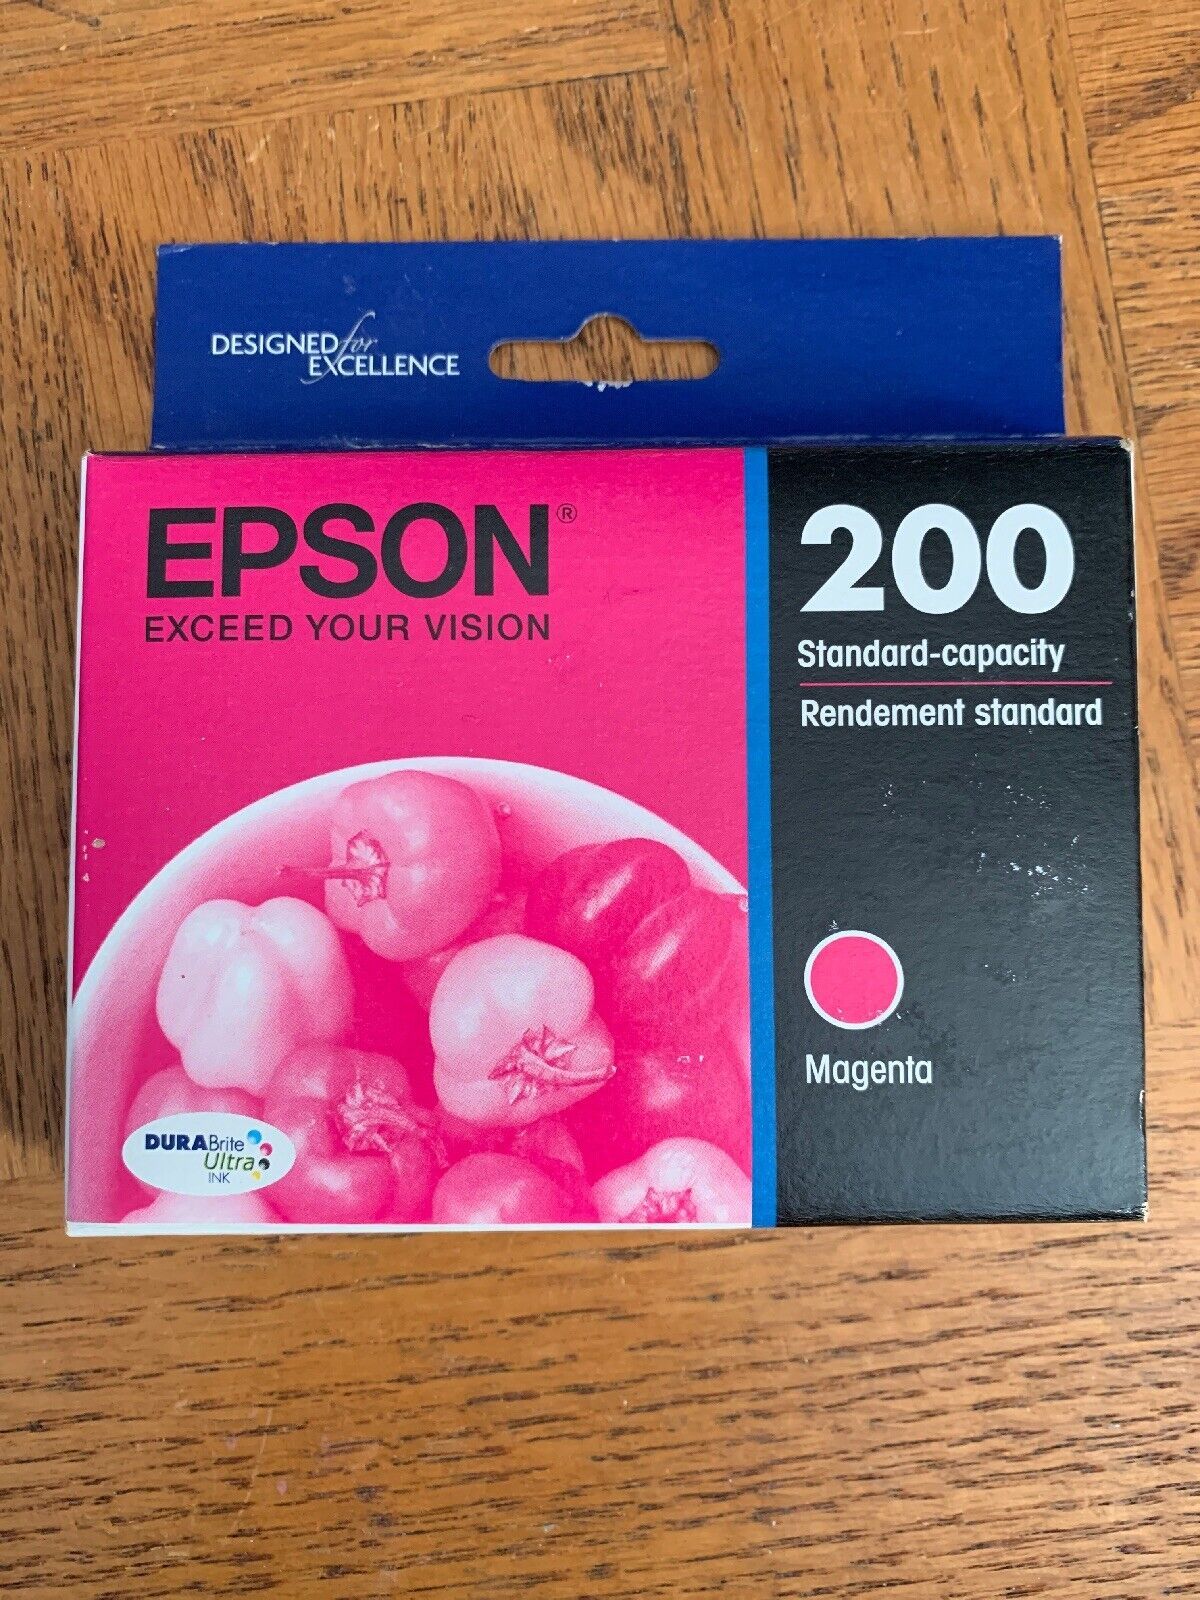 DESIGNED for
EXCELLENCE
EPSON®
EXCEED YOUR VISION
200
Standard-capacity
Rendement standard
Magenta
DURABrite
Ultra
INK